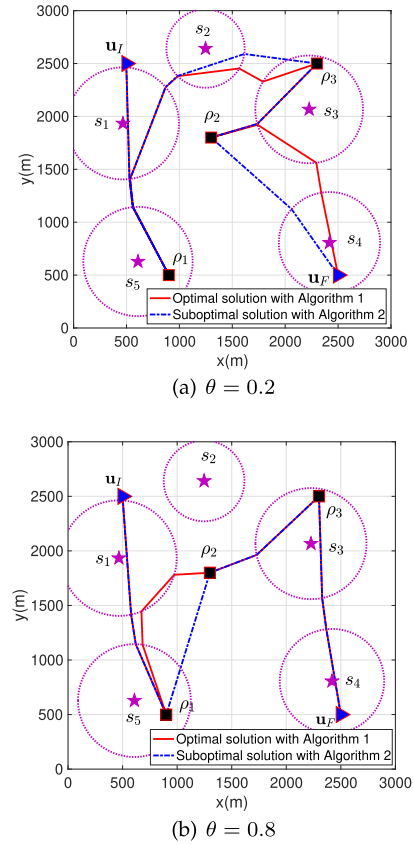 3000
2500
2000
1500
1000
500
0
y(m)
u_I
s_2
ρ_3
s_1
ρ_2
s_3
s_4
ρ_1
s_5
u_F
Optimal solution with Algorithm 1
Suboptimal solution with Algorithm 2
0 500 1000 1500 2000 2500 3000
x(m)
(a) θ = 0.2
3000
2500
2000
1500
1000
500
0
y(m)
u_I
s_2
ρ_3
s_1
ρ_2
s_3
s_4
ρ_1
s_5
u_F
Optimal solution with Algorithm 1
Suboptimal solution with Algorithm 2
0 500 1000 1500 2000 2500 3000
x(m)
(b) θ = 0.8